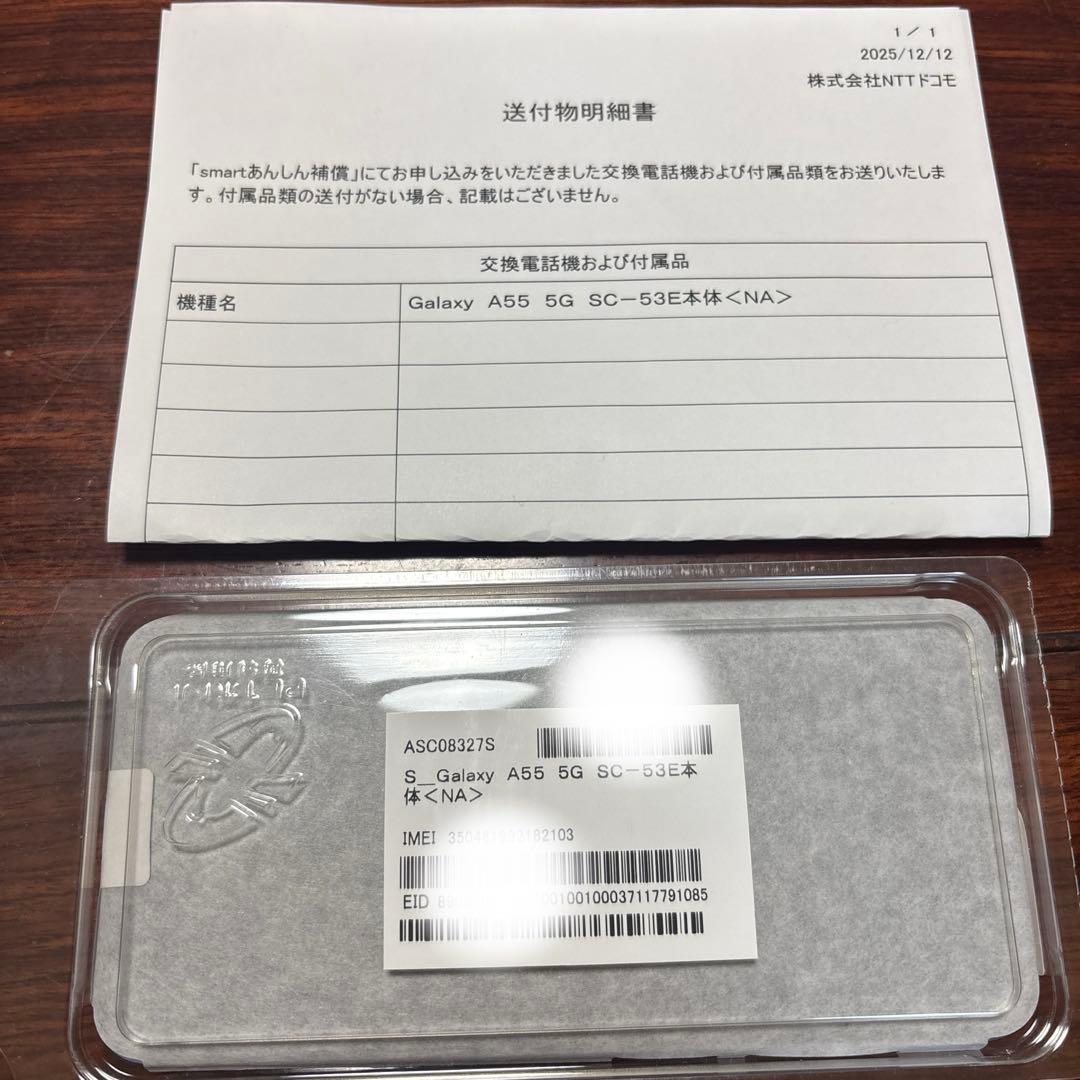 1 / 1
2025/12/12
株式会社NTTドコモ
送付物明細書
「smartあんしん補償」にてお申し込みをいただきました交換電話機および付属品類をお送りいたしま
す。付属品類の送付がない場合、記載はございません。
交換電話機および付属品
機種名 Galaxy A55 5G SC－53E本体＜NA＞
ASC08327S
S__Galaxy A55 5G SC－53E本
体＜NA＞
IMEI
EID